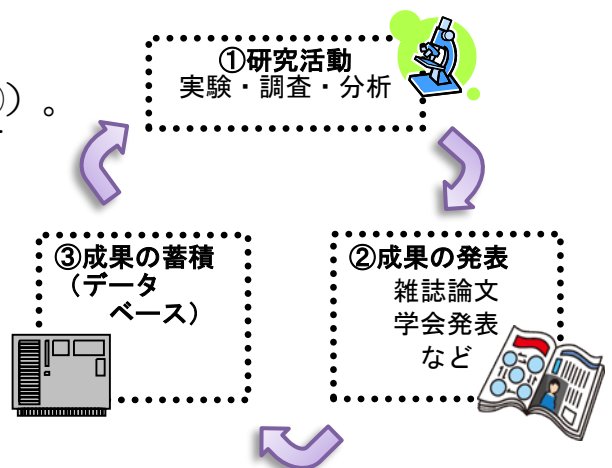 ）。
①研究活動
実験・調査・分析
③成果の蓄積
（データ
ベース）
②成果の発表
雑誌論文
学会発表
など